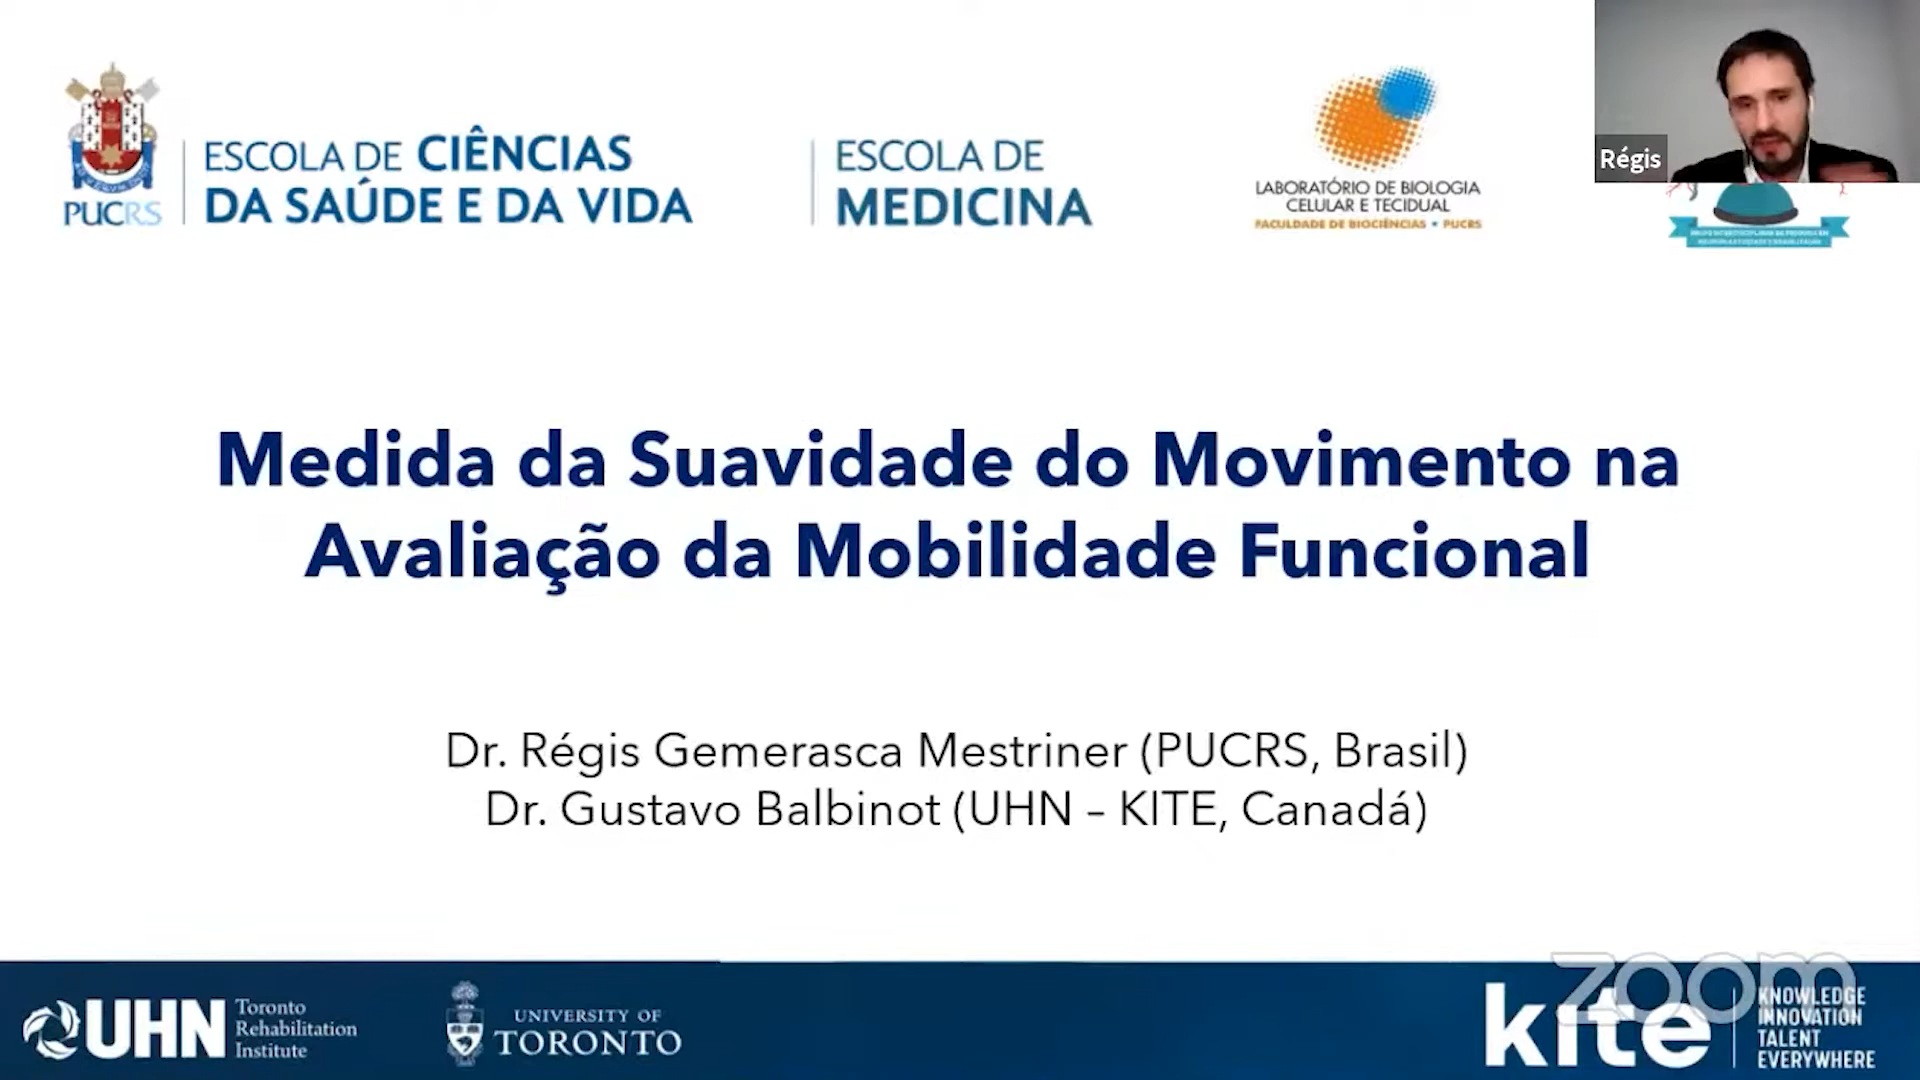 PUCRS
ESCOLA DE CIÊNCIAS
DA SAÚDE E DA VIDA
ESCOLA DE
MEDICINA
LABORATÓRIO DE BIOLOGIA
CELULAR E TECIDUAL
FACULDADE DE BIOCIÊNCIAS • PUCRS
Régis
Medida da Suavidade do Movimento na
Avaliação da Mobilidade Funcional
Dr. Régis Gemerasca Mestriner (PUCRS, Brasil)
Dr. Gustavo Balbinot (UHN – KITE, Canadá)
UHN
Toronto
Rehabilitation
Institute
UNIVERSITY OF
TORONTO
kite
zoom
KNOWLEDGE
INNOVATION
TALENT
EVERYWHERE